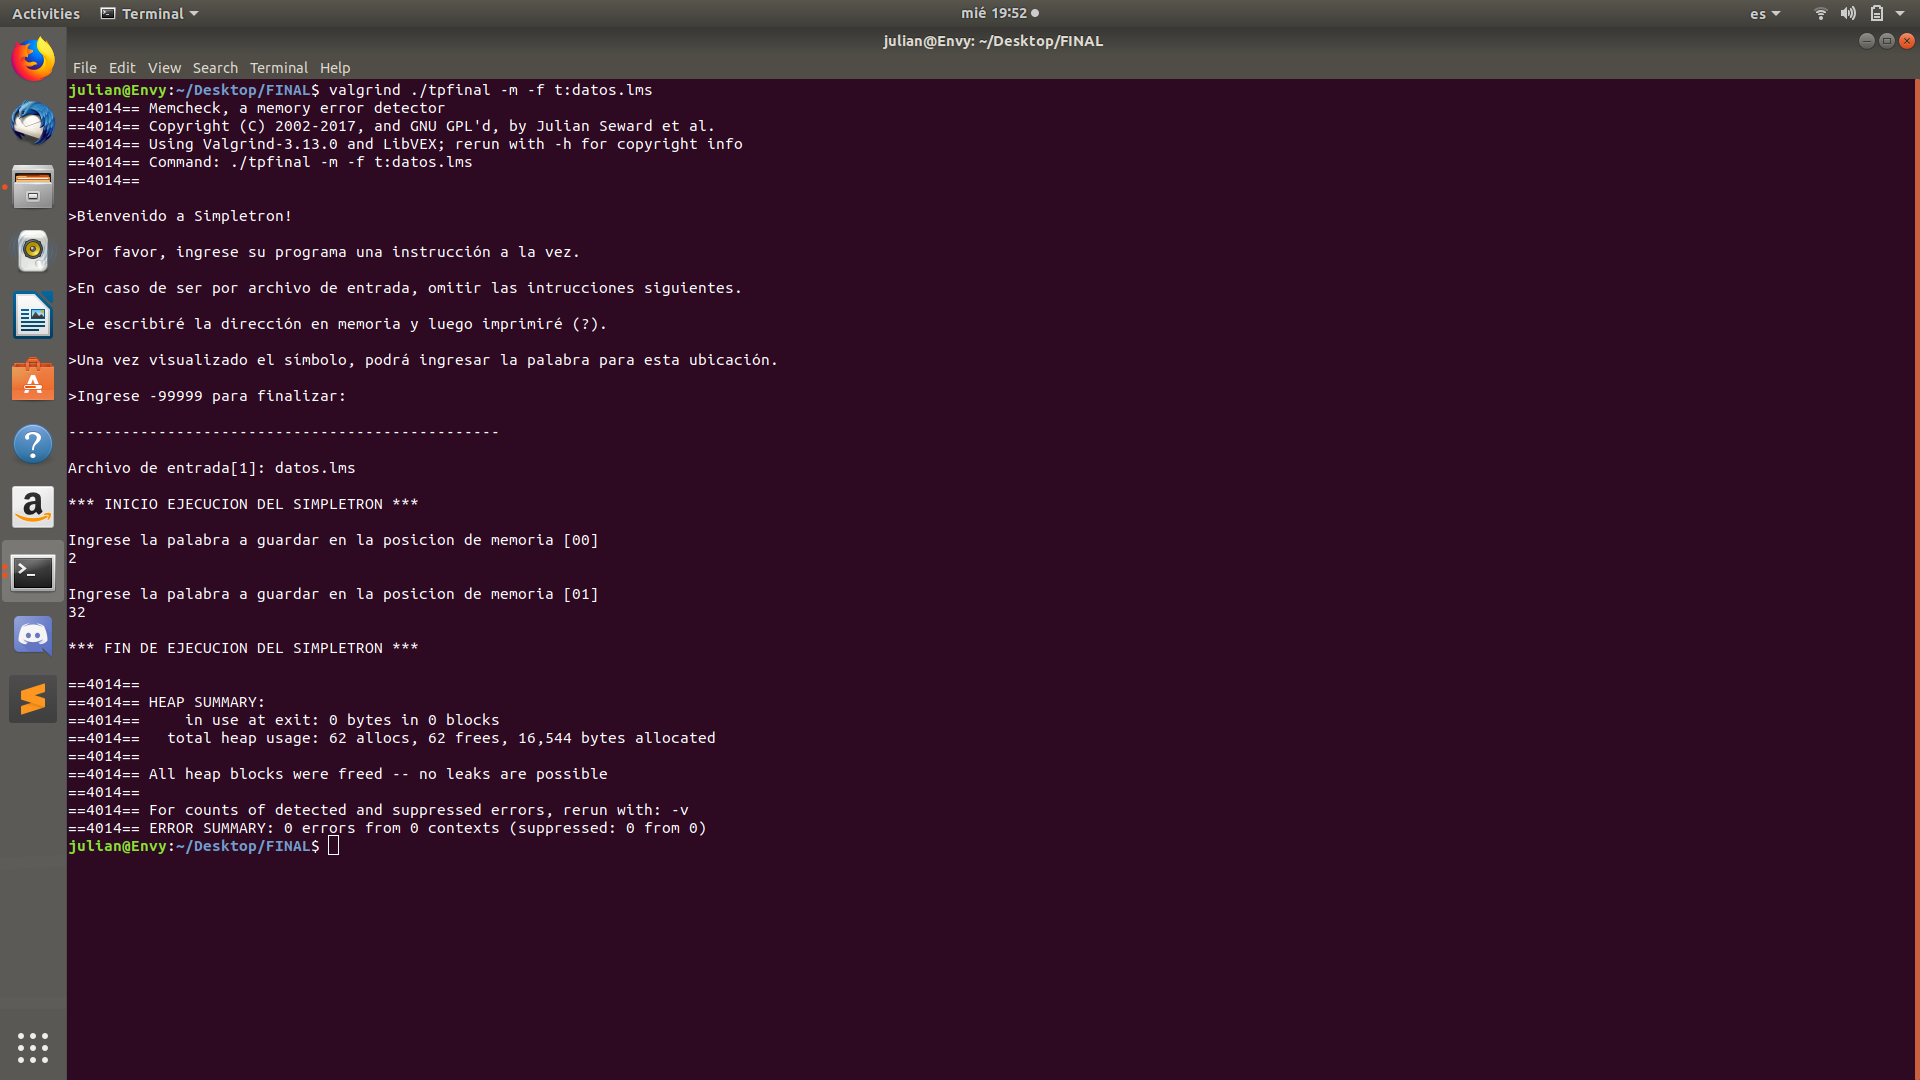 Activities Terminal mié 19:52 es
julian@Envy: ~/Desktop/FINAL
File Edit View Search Terminal Help
julian@Envy:~/Desktop/FINAL$ valgrind ./tpfinal -m -f t:datos.lms
==4014== Memcheck, a memory error detector
==4014== Copyright (C) 2002-2017, and GNU GPL'd, by Julian Seward et al.
==4014== Using Valgrind-3.13.0 and LibVEX; rerun with -h for copyright info
==4014== Command: ./tpfinal -m -f t:datos.lms
==4014==
>Bienvenido a Simpletron!
>Por favor, ingrese su programa una instrucción a la vez.
>En caso de ser por archivo de entrada, omitir las intrucciones siguientes.
>Le escribiré la dirección en memoria y luego imprimiré (?).
>Una vez visualizado el símbolo, podrá ingresar la palabra para esta ubicación.
>Ingrese -99999 para finalizar:
------------------------------------------------
Archivo de entrada[1]: datos.lms
*** INICIO EJECUCION DEL SIMPLETRON ***
Ingrese la palabra a guardar en la posicion de memoria [00]
2
Ingrese la palabra a guardar en la posicion de memoria [01]
32
*** FIN DE EJECUCION DEL SIMPLETRON ***
==4014==
==4014== HEAP SUMMARY:
==4014==     in use at exit: 0 bytes in 0 blocks
==4014==   total heap usage: 62 allocs, 62 frees, 16,544 bytes allocated
==4014==
==4014== All heap blocks were freed -- no leaks are possible
==4014==
==4014== For counts of detected and suppressed errors, rerun with: -v
==4014== ERROR SUMMARY: 0 errors from 0 contexts (suppressed: 0 from 0)
julian@Envy:~/Desktop/FINAL$